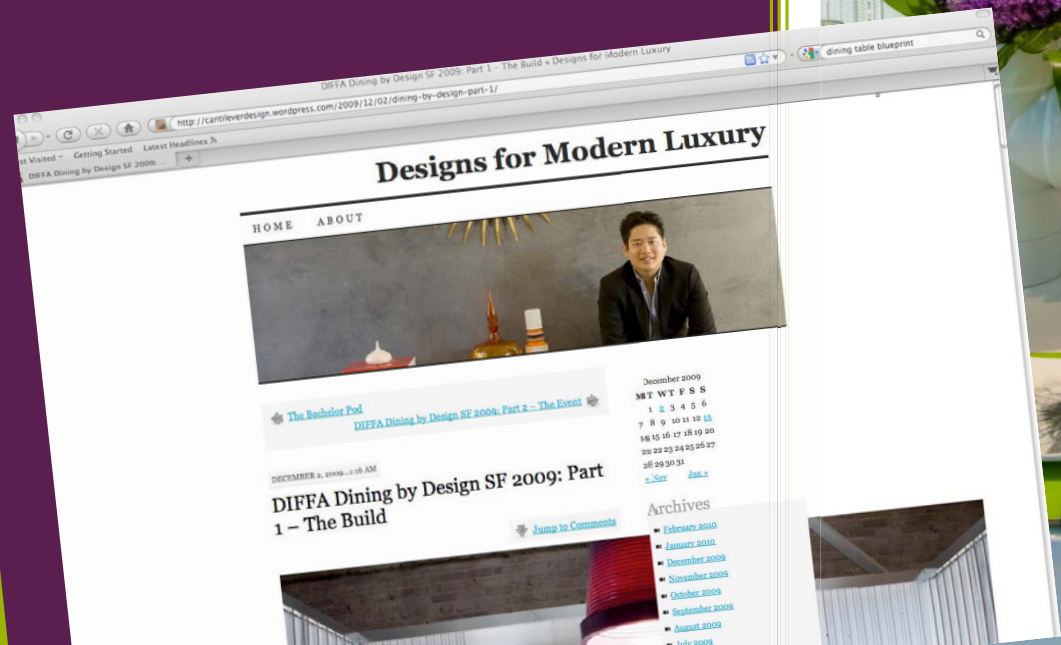 DIFFA Dining by Design SF 2009: Part 1 – The Build « Designs for Modern Luxury
http://cantileverdesign.wordpress.com/2009/12/02/dining-by-design-part-1/
dining table blueprint
st Visited Getting Started Latest Headlines
DIFFA Dining by Design SF 2009: ...
+
Designs for Modern Luxury
HOME ABOUT
The Bachelor Pod
DIFFA Dining by Design SF 2009: Part 2 – The Event
DECEMBER 2, 2009...1:16 AM
DIFFA Dining by Design SF 2009: Part
1 – The Build
Jump to Comments
December 2009
M T W T F S S
1 2 3 4 5 6
7 8 9 10 11 12 13
14 15 16 17 18 19 20
21 22 23 24 25 26 27
28 29 30 31
« Nov Jan »
Archives
February 2010
January 2010
December 2009
November 2009
October 2009
September 2009
August 2009
July 2009